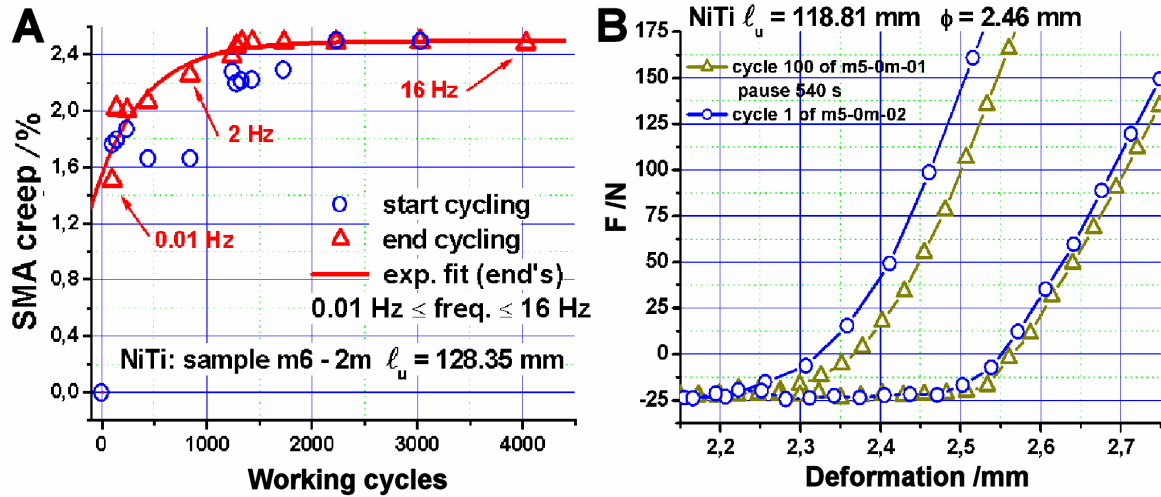 A
SMA creep /%
2,4
2,0
1,6
1,2
0,8
0,4
0,0
16 Hz
2 Hz
0.01 Hz
start cycling
end cycling
exp. fit (end's)
0.01 Hz ≤ freq. ≤ 16 Hz
NiTi: sample m6 - 2m ℓu = 128.35 mm
0 1000 2000 3000 4000
Working cycles
B
NiTi ℓu = 118.81 mm ϕ = 2.46 mm
cycle 100 of m5-0m-01
pause 540 s
cycle 1 of m5-0m-02
F /N
175
150
125
100
75
50
25
0
-25
2,2 2,3 2,4 2,5 2,6 2,7
Deformation /mm